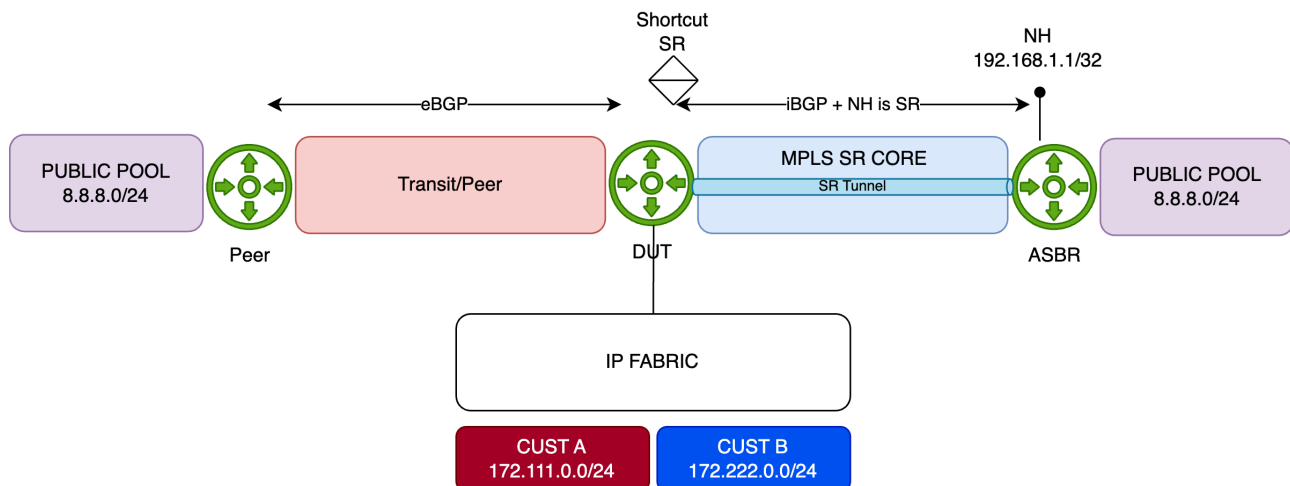 Shortcut
SR
NH
192.168.1.1/32
eBGP
iBGP + NH is SR
PUBLIC POOL
8.8.8.0/24
Transit/Peer
MPLS SR CORE
SR Tunnel
PUBLIC POOL
8.8.8.0/24
Peer
DUT
ASBR
IP FABRIC
CUST A
172.111.0.0/24
CUST B
172.222.0.0/24